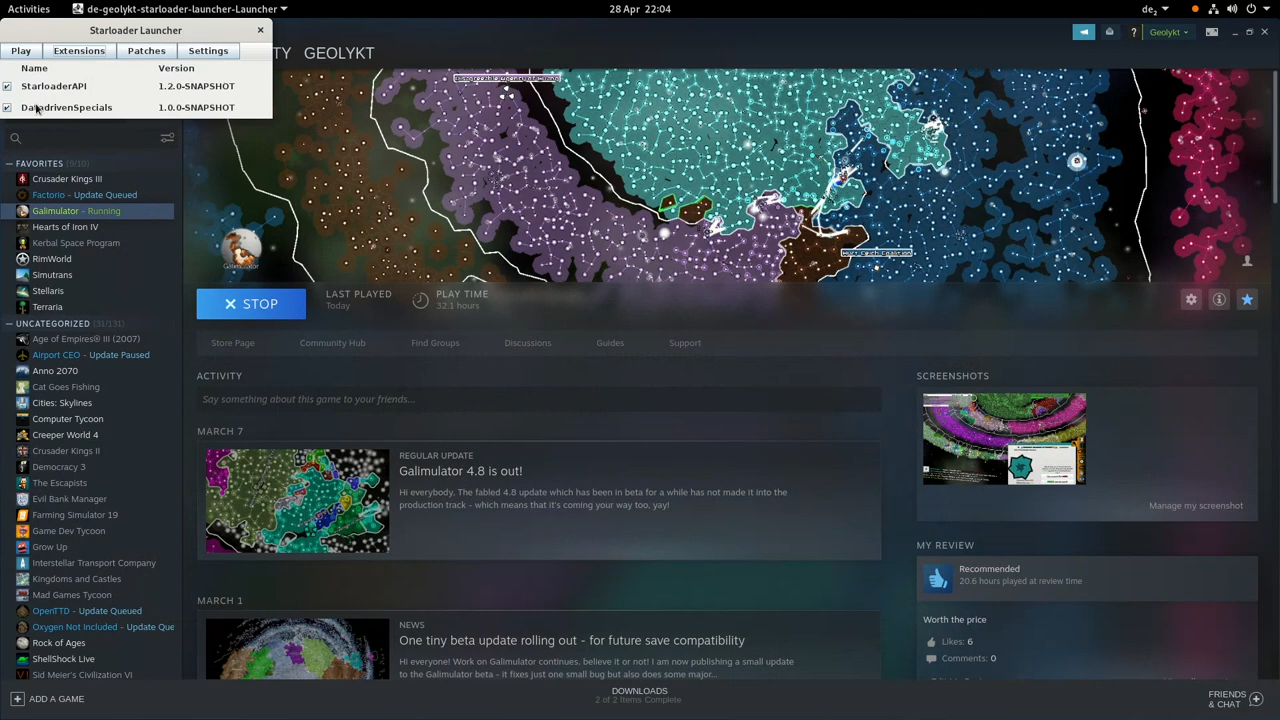 Activities de-geolykt-starloader-launcher-Launcher 28 Apr 22:04 de2
Starloader Launcher
Play Extensions Patches Settings
Name Version
StarloaderAPI 1.2.0-SNAPSHOT
DatadrivenSpecials 1.0.0-SNAPSHOT
TY GEOLYKT
? Geolykt
FAVORITES (9/10)
Crusader Kings III
Factorio - Update Queued
Galimulator - Running
Hearts of Iron IV
Kerbal Space Program
RimWorld
Simutrans
Stellaris
Terraria
UNCATEGORIZED (31/131)
Age of Empires® III (2007)
Airport CEO - Update Paused
Anno 2070
Cat Goes Fishing
Cities: Skylines
Computer Tycoon
Creeper World 4
Crusader Kings II
Democracy 3
The Escapists
Evil Bank Manager
Farming Simulator 19
Game Dev Tycoon
Grow Up
Interstellar Transport Company
Kingdoms and Castles
Mad Games Tycoon
OpenTTD - Update Queued
Oxygen Not Included - Update Que
Rock of Ages
ShellShock Live
Sid Meier's Civilization VI
Galimulator
STOP
LAST PLAYED
Today
PLAY TIME
32.1 hours
Store Page Community Hub Find Groups Discussions Guides Support
ACTIVITY
Say something about this game to your friends...
MARCH 7
REGULAR UPDATE
Galimulator 4.8 is out!
Hi everybody, The fabled 4.8 update which has been in beta for a while has not made it into the
production track - which means that it's coming your way too, yay!
MARCH 1
NEWS
One tiny beta update rolling out - for future save compatibility
Hi everyone! Work on Galimulator continues, believe it or not! I am now publishing a small update
to the Galimulator beta - it fixes just one small bug but also does some more...
SCREENSHOTS
Manage my screenshot
MY REVIEW
Recommended
20.6 hours played at review time
Worth the price
Likes: 6
Comments: 0
ADD A GAME
DOWNLOADS
2 of 2 Items Complete
FRIENDS
& CHAT